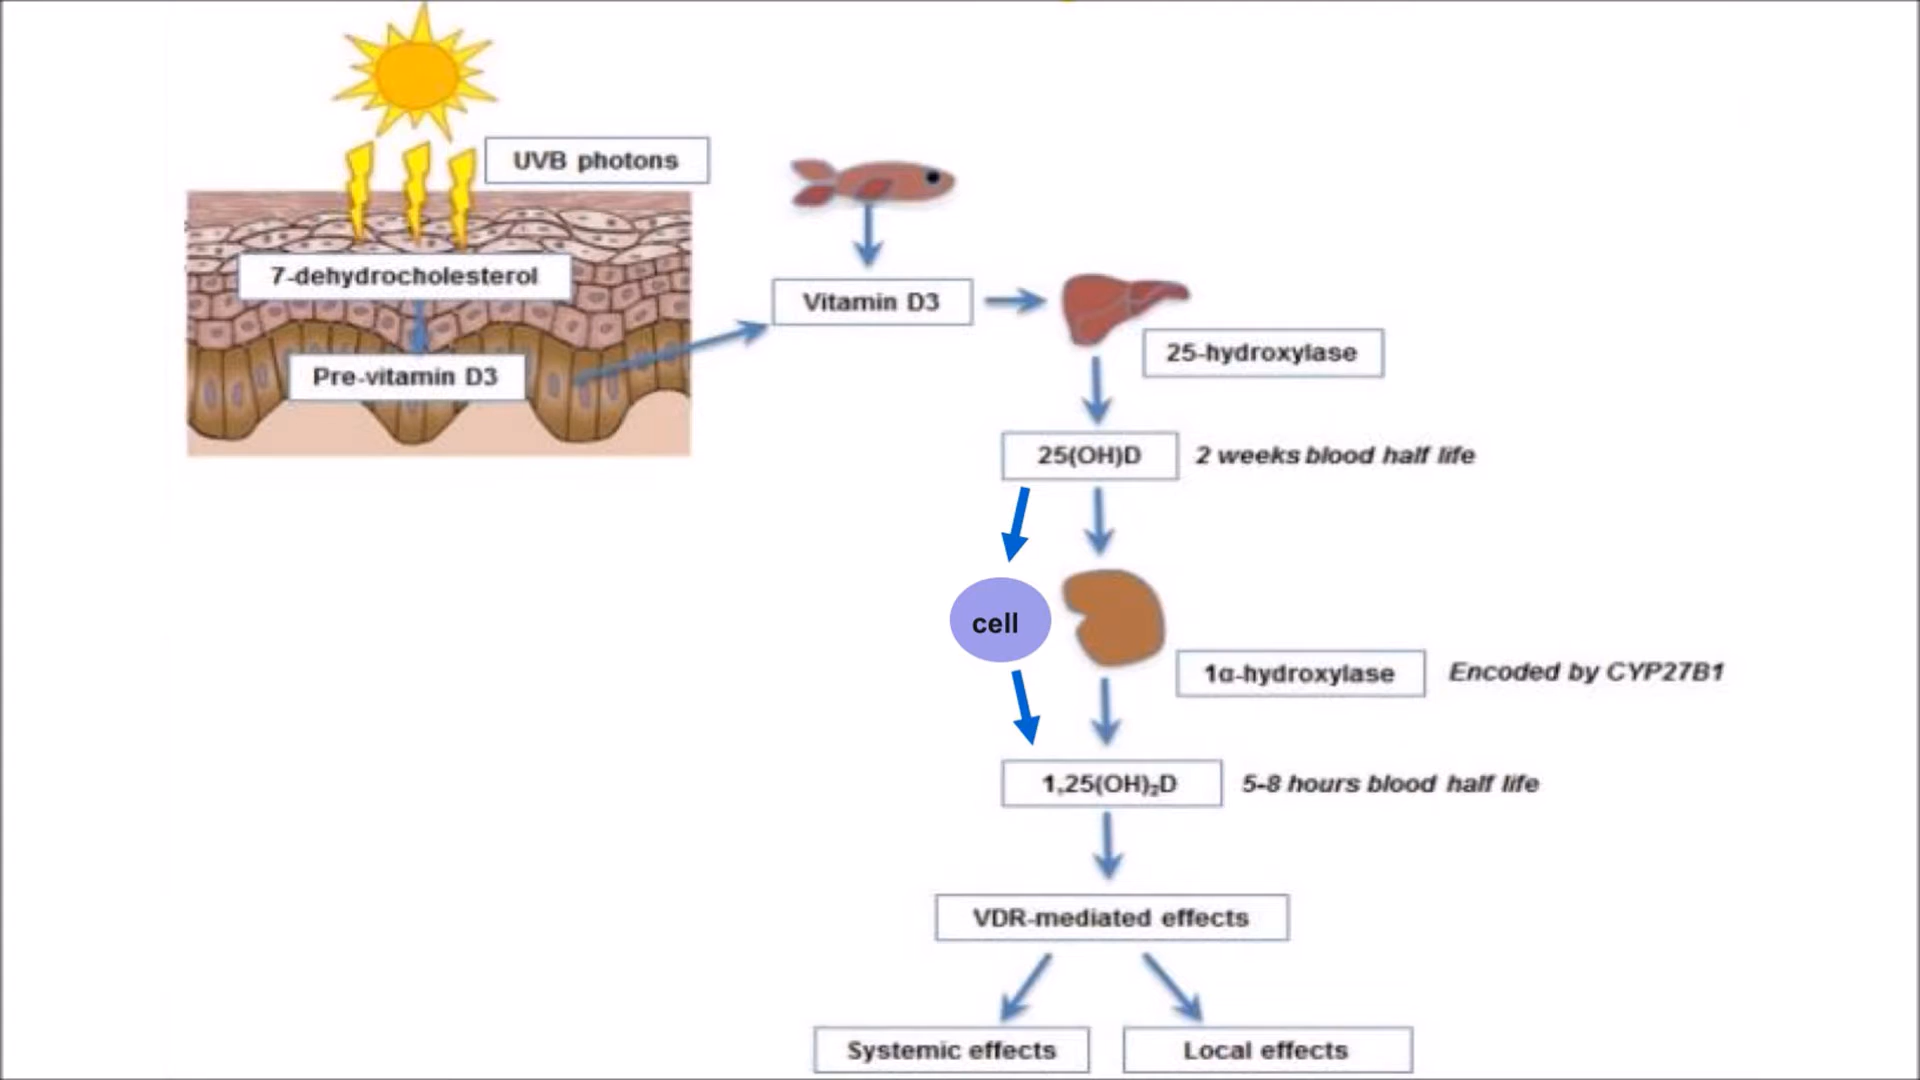 UVB photons
7-dehydrocholesterol
Pre-vitamin D3
Vitamin D3
25-hydroxylase
25(OH)D
2 weeks blood half life
cell
1α-hydroxylase
Encoded by CYP27B1
1,25(OH)₂D
5-8 hours blood half life
VDR-mediated effects
Systemic effects
Local effects